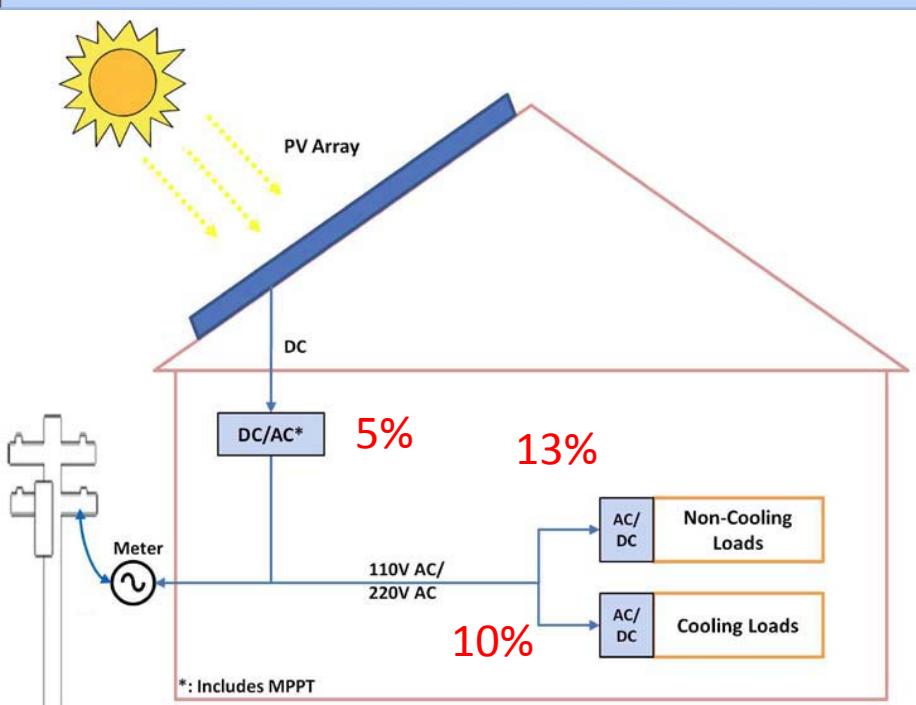 PV Array
DC
DC/AC*
5%
13%
AC/
DC
Non-Cooling
Loads
Meter
110V AC/
220V AC
AC/
DC
Cooling Loads
10%
*: Includes MPPT